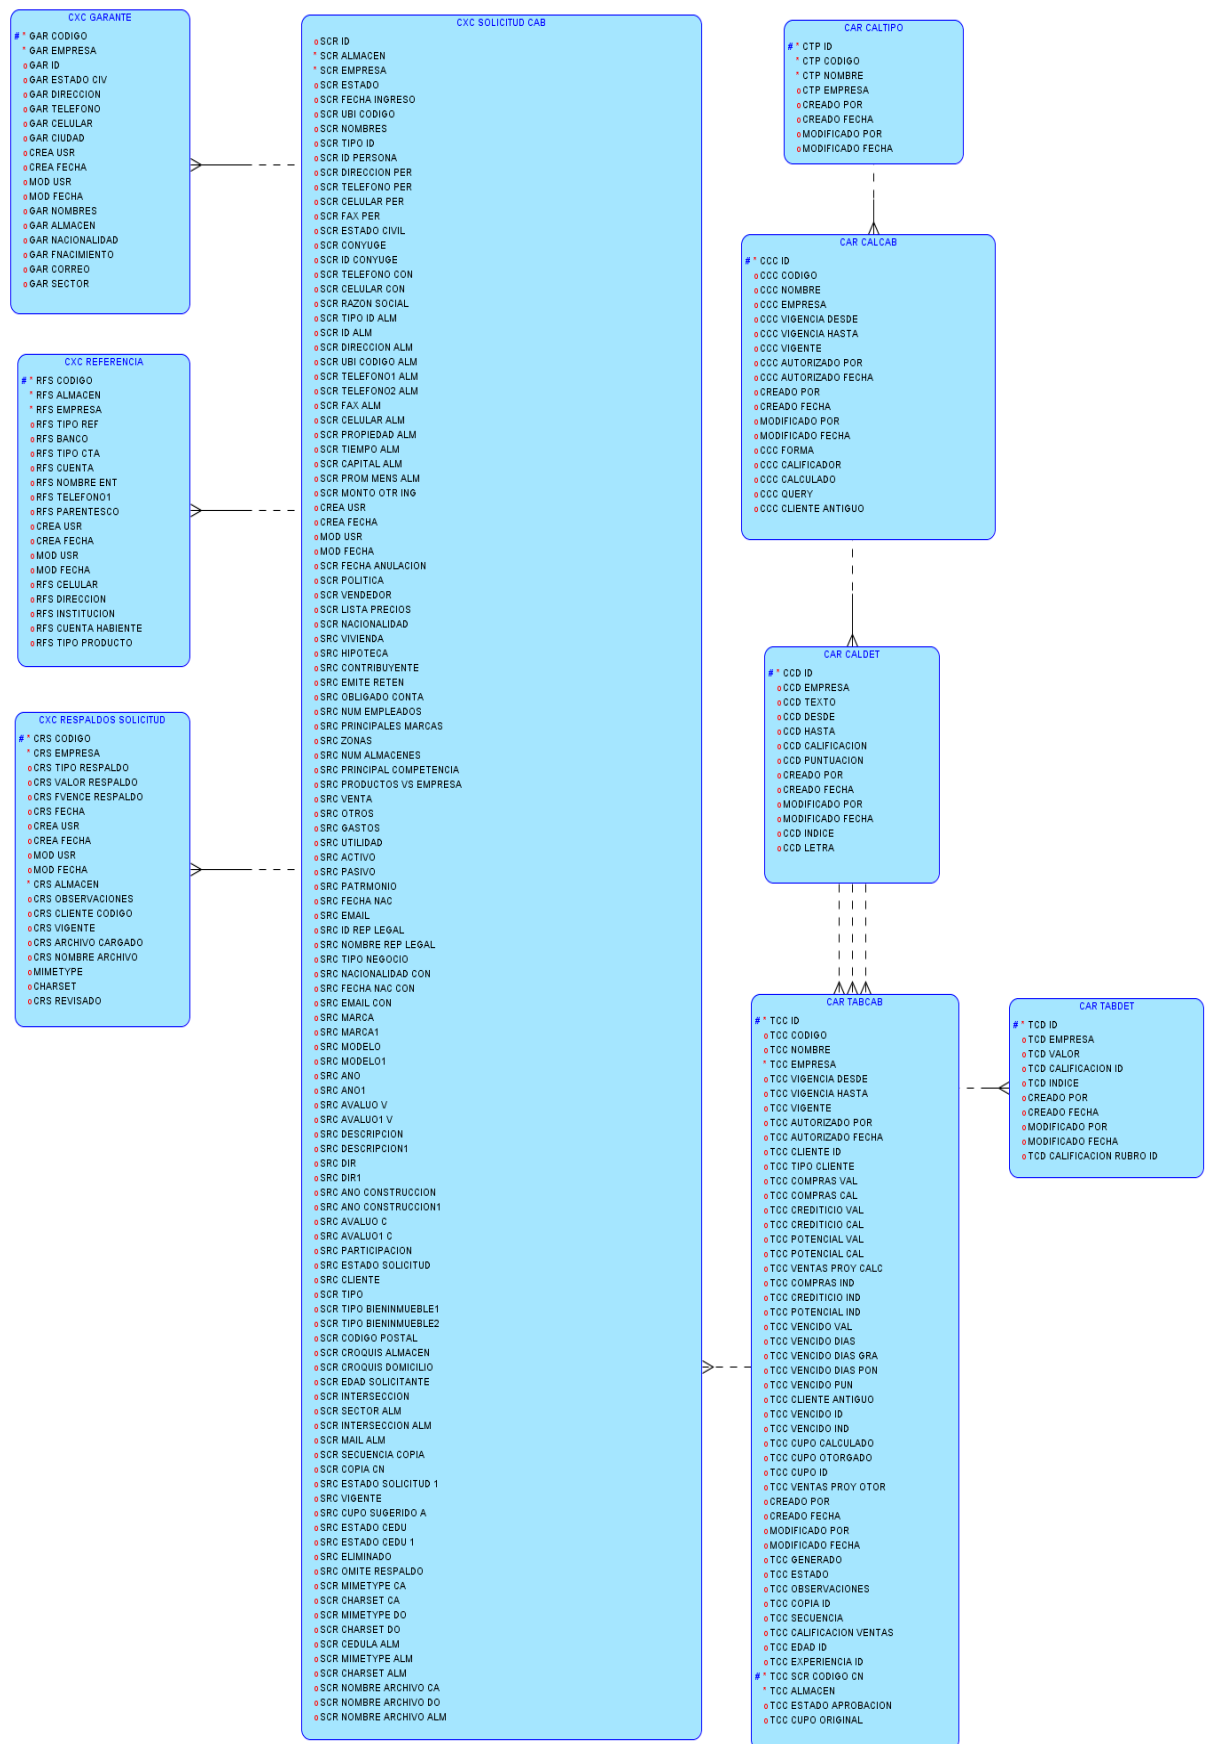 CXC GARANTE
# * GAR CODIGO
* GAR EMPRESA
o GAR ID
o GAR ESTADO CIV
o GAR DIRECCION
o GAR TELEFONO
o GAR CELULAR
o GAR CIUDAD
o CREA USR
o CREA FECHA
o MOD USR
o MOD FECHA
o GAR NOMBRES
o GAR ALMACEN
o GAR NACIONALIDAD
o GAR FNACIMIENTO
o GAR CORREO
o GAR SECTOR
CXC REFERENCIA
# * RFS CODIGO
* RFS ALMACEN
* RFS EMPRESA
o RFS TIPO REF
o RFS BANCO
o RFS TIPO CTA
o RFS CUENTA
o RFS NOMBRE ENT
o RFS TELEFONO1
o RFS PARENTESCO
o CREA USR
o CREA FECHA
o MOD USR
o MOD FECHA
o RFS CELULAR
o RFS DIRECCION
o RFS INSTITUCION
o RFS CUENTA HABIENTE
o RFS TIPO PRODUCTO
CXC RESPALDOS SOLICITUD
# * CRS CODIGO
* CRS EMPRESA
o CRS TIPO RESPALDO
o CRS VALOR RESPALDO
o CRS FVENCE RESPALDO
o CRS FECHA
o CREA USR
o CREA FECHA
o MOD USR
o MOD FECHA
* CRS ALMACEN
o CRS OBSERVACIONES
o CRS CLIENTE CODIGO
o CRS VIGENTE
o CRS ARCHIVO CARGADO
o CRS NOMBRE ARCHIVO
o MIMETYPE
o CHARSET
o CRS REVISADO
CXC SOLICITUD CAB
o SCR ID
* SCR ALMACEN
* SCR EMPRESA
o SCR ESTADO
o SCR FECHA INGRESO
o SCR UBI CODIGO
o SCR NOMBRES
o SCR TIPO ID
o SCR ID PERSONA
o SCR DIRECCION PER
o SCR TELEFONO PER
o SCR CELULAR PER
o SCR FAX PER
o SCR ESTADO CIVIL
o SCR CONYUGE
o SCR ID CONYUGE
o SCR TELEFONO CON
o SCR CELULAR CON
o SCR RAZON SOCIAL
o SCR TIPO ID ALM
o SCR ID ALM
o SCR DIRECCION ALM
o SCR UBI CODIGO ALM
o SCR TELEFONO1 ALM
o SCR TELEFONO2 ALM
o SCR FAX ALM
o SCR CELULAR ALM
o SCR PROPIEDAD ALM
o SCR TIEMPO ALM
o SCR CAPITAL ALM
o SCR PROM MENS ALM
o SCR MONTO OTR ING
o CREA USR
o CREA FECHA
o MOD USR
o MOD FECHA
o SCR FECHA ANULACION
o SCR POLITICA
o SCR VENDEDOR
o SCR LISTA PRECIOS
o SCR NACIONALIDAD
o SRC VIVIENDA
o SRC HIPOTECA
o SRC CONTRIBUYENTE
o SRC EMITE RETEN
o SRC OBLIGADO CONTA
o SRC NUM EMPLEADOS
o SRC PRINCIPALES MARCAS
o SRC ZONAS
o SRC NUM ALMACENES
o SRC PRINCIPAL COMPETENCIA
o SRC PRODUCTOS VS EMPRESA
o SRC VENTA
o SRC OTROS
o SRC GASTOS
o SRC UTILIDAD
o SRC ACTIVO
o SRC PASIVO
o SRC PATRMONIO
o SRC FECHA NAC
o SRC EMAIL
o SRC ID REP LEGAL
o SRC NOMBRE REP LEGAL
o SRC TIPO NEGOCIO
o SRC NACIONALIDAD CON
o SRC FECHA NAC CON
o SRC EMAIL CON
o SRC MARCA
o SRC MARCA1
o SRC MODELO
o SRC MODELO1
o SRC ANO
o SRC ANO1
o SRC AVALUO V
o SRC AVALUO1 V
o SRC DESCRIPCION
o SRC DESCRIPCION1
o SRC DIR
o SRC DIR1
o SRC ANO CONSTRUCCION
o SRC ANO CONSTRUCCION1
o SRC AVALUO C
o SRC AVALUO1 C
o SRC PARTICIPACION
o SRC ESTADO SOLICITUD
o SRC CLIENTE
o SCR TIPO
o SCR TIPO BIENINMUEBLE1
o SCR TIPO BIENINMUEBLE2
o SCR CODIGO POSTAL
o SCR CROQUIS ALMACEN
o SCR CROQUIS DOMICILIO
o SCR EDAD SOLICITANTE
o SCR INTERSECCION
o SCR SECTOR ALM
o SCR INTERSECCION ALM
o SCR MAIL ALM
o SCR SECUENCIA COPIA
o SCR COPIA CN
o SRC ESTADO SOLICITUD 1
o SRC VIGENTE
o SRC CUPO SUGERIDO A
o SRC ESTADO CEDU
o SRC ESTADO CEDU 1
o SRC ELIMINADO
o SRC OMITE RESPALDO
o SCR MIMETYPE CA
o SCR CHARSET CA
o SCR MIMETYPE DO
o SCR CHARSET DO
o SCR CEDULA ALM
o SCR MIMETYPE ALM
o SCR CHARSET ALM
o SCR NOMBRE ARCHIVO CA
o SCR NOMBRE ARCHIVO DO
o SCR NOMBRE ARCHIVO ALM
CAR CALTIPO
# * CTP ID
* CTP CODIGO
* CTP NOMBRE
o CTP EMPRESA
o CREADO POR
o CREADO FECHA
o MODIFICADO POR
o MODIFICADO FECHA
CAR CALCAB
# * CCC ID
o CCC CODIGO
o CCC NOMBRE
o CCC EMPRESA
o CCC VIGENCIA DESDE
o CCC VIGENCIA HASTA
o CCC VIGENTE
o CCC AUTORIZADO POR
o CCC AUTORIZADO FECHA
o CREADO POR
o CREADO FECHA
o MODIFICADO POR
o MODIFICADO FECHA
o CCC FORMA
o CCC CALIFICADOR
o CCC CALCULADO
o CCC QUERY
o CCC CLIENTE ANTIGUO
CAR CALDET
# * CCD ID
o CCD EMPRESA
o CCD TEXTO
o CCD DESDE
o CCD HASTA
o CCD CALIFICACION
o CCD PUNTUACION
o CREADO POR
o CREADO FECHA
o MODIFICADO POR
o MODIFICADO FECHA
o CCD INDICE
o CCD LETRA
CAR TABCAB
# * TCC ID
o TCC CODIGO
o TCC NOMBRE
* TCC EMPRESA
o TCC VIGENCIA DESDE
o TCC VIGENCIA HASTA
o TCC VIGENTE
o TCC AUTORIZADO POR
o TCC AUTORIZADO FECHA
o TCC CLIENTE ID
o TCC TIPO CLIENTE
o TCC COMPRAS VAL
o TCC COMPRAS CAL
o TCC CREDITICIO VAL
o TCC CREDITICIO CAL
o TCC POTENCIAL VAL
o TCC POTENCIAL CAL
o TCC VENTAS PROY CALC
o TCC COMPRAS IND
o TCC CREDITICIO IND
o TCC POTENCIAL IND
o TCC VENCIDO VAL
o TCC VENCIDO DIAS
o TCC VENCIDO DIAS GRA
o TCC VENCIDO DIAS PON
o TCC VENCIDO PUN
o TCC CLIENTE ANTIGUO
o TCC VENCIDO ID
o TCC VENCIDO IND
o TCC CUPO CALCULADO
o TCC CUPO OTORGADO
o TCC CUPO ID
o TCC VENTAS PROY OTOR
o CREADO POR
o CREADO FECHA
o MODIFICADO POR
o MODIFICADO FECHA
o TCC GENERADO
o TCC ESTADO
o TCC OBSERVACIONES
o TCC COPIA ID
o TCC SECUENCIA
o TCC CALIFICACION VENTAS
o TCC EDAD ID
o TCC EXPERIENCIA ID
# * TCC SCR CODIGO CN
* TCC ALMACEN
o TCC ESTADO APROBACION
o TCC CUPO ORIGINAL
CAR TABDET
# * TCD ID
o TCD EMPRESA
o TCD VALOR
o TCD CALIFICACION ID
o TCD INDICE
o CREADO POR
o CREADO FECHA
o MODIFICADO POR
o MODIFICADO FECHA
o TCD CALIFICACION RUBRO ID